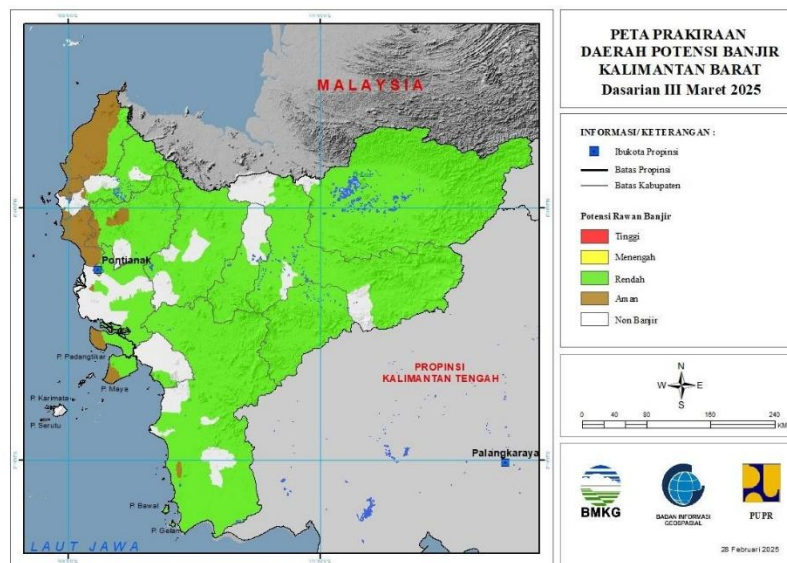 MALAYSIA
Pontianak
P. Padangtikar
P. Maya
P. Karimata
P. Serutu
PROPINSI
KALIMANTAN TENGAH
Palangkaraya
P. Bawal
P. Gelam
LAUT JAWA
PETA PRAKIRAAN
DAERAH POTENSI BANJIR
KALIMANTAN BARAT
Dasarian III Maret 2025
INFORMASI/ KETERANGAN :
Ibukota Propinsi
Batas Propinsi
Batas Kabupaten
Potensi Rawan Banjir
Tinggi
Menengah
Rendah
Aman
Non Banjir
N
W E
S
0 40 80 160 240
KM
BMKG
BADAN INFORMASI
GEOSPASIAL
PUPR
28 Februari 2025